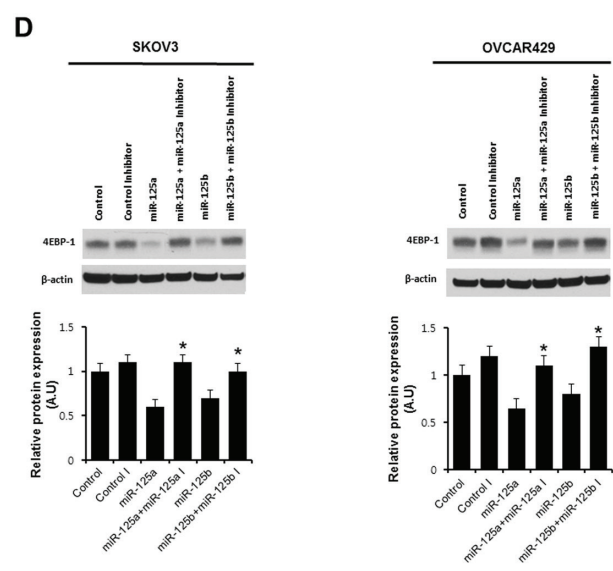 D
SKOV3
Control
Control Inhibitor
miR-125a
miR-125a + miR-125a Inhibitor
miR-125b
miR-125b + miR-125b Inhibitor
4EBP-1
β-actin
Relative protein expression
(A.U)
1.5
1
0.5
0
*
*
Control
Control I
miR-125a
miR-125a+miR-125a I
miR-125b
miR-125b+miR-125b I
OVCAR429
Control
Control Inhibitor
miR-125a
miR-125a + miR-125a Inhibitor
miR-125b
miR-125b + miR-125b Inhibitor
4EBP-1
β-actin
Relative protein expression
(A.U)
1.5
1
0.5
0
*
*
Control
Control I
miR-125a
miR-125a+miR-125a I
miR-125b
miR-125b+miR-125b I